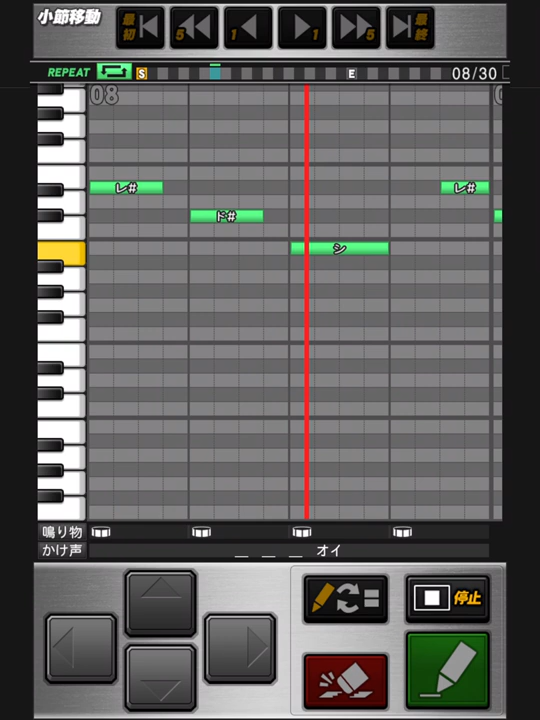 小節移動 最初 5 1 1 5 最終
REPEAT S E 08/30
08
レ#
レ#
ド#
シ
鳴り物
かけ声 _ _ _ オイ
停止